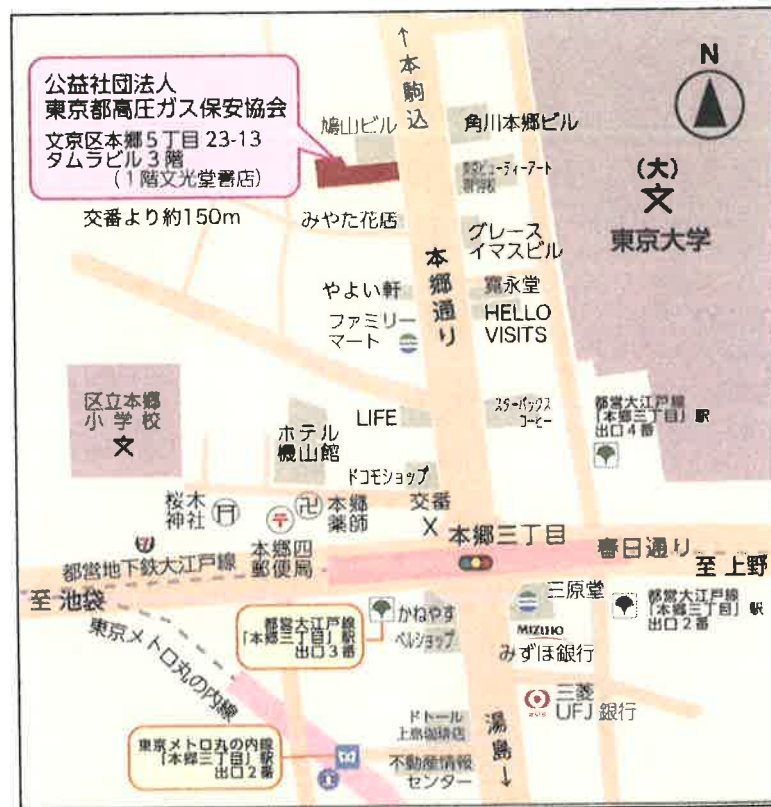 公益社団法人
東京都高圧ガス保安協会
文京区本郷5丁目 23-13
タムラビル3階
(1階文光堂書店)
交番より約150m
↑本駒込
N
鳩山ビル
角川本郷ビル
(大)
文
東京大学
みやた花店
グレース
イマスビル
本郷通り
やよい軒
寛永堂
ファミリー
マート
HELLO
VISITS
区立本郷
小学校
文
LIFE
スターバックス
コーヒー
都営大江戸線
「本郷三丁目」駅
出口4番
ホテル
機山館
ドコモショップ
桜木
神社
卍
本郷
薬師
交番
X
〒
本郷三丁目
春日通り
7
都営地下鉄大江戸線
本郷四
郵便局
至 上野
至 池袋
東京メトロ丸の内線
かねやす
ベルショップ
三原堂
都営大江戸線
「本郷三丁目」駅
出口2番
都営大江戸線
「本郷三丁目」駅
出口3番
MIZUHO
みずほ銀行
三菱
UFJ 銀行
ドトール
上島珈琲店
湯島↓
東京メトロ丸の内線
「本郷三丁目」駅
出口2番
不動産情報
センター